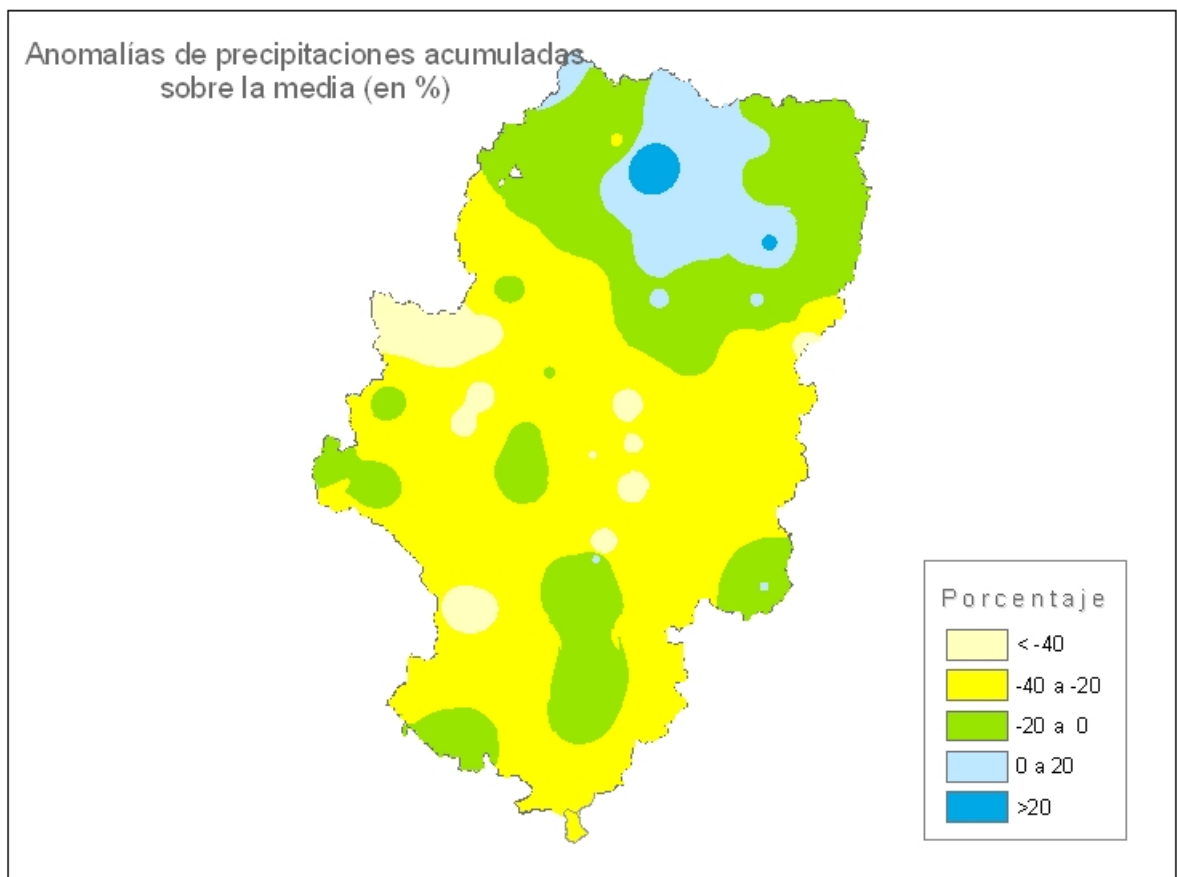 Anomalías de precipitaciones acumuladas
sobre la media (en %)
Porcentaje
< -40
-40 a -20
-20 a 0
0 a 20
>20